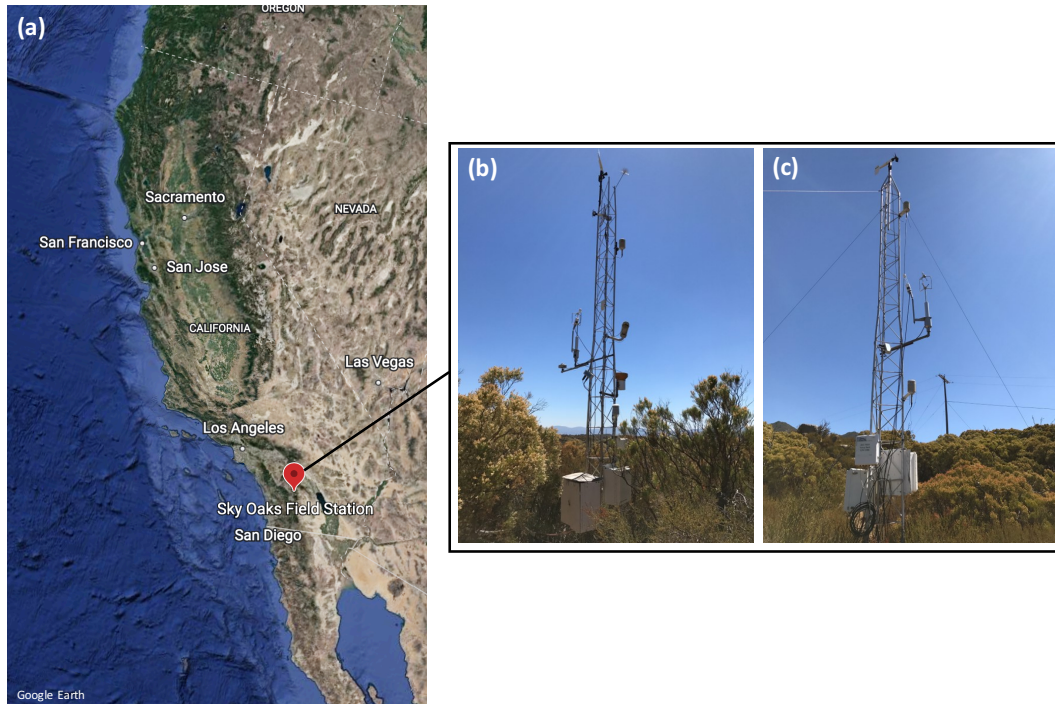 (a)
OREGON
Sacramento
NEVADA
San Francisco
San Jose
CALIFORNIA
Las Vegas
Los Angeles
Sky Oaks Field Station
San Diego
Google Earth
(b)
(c)